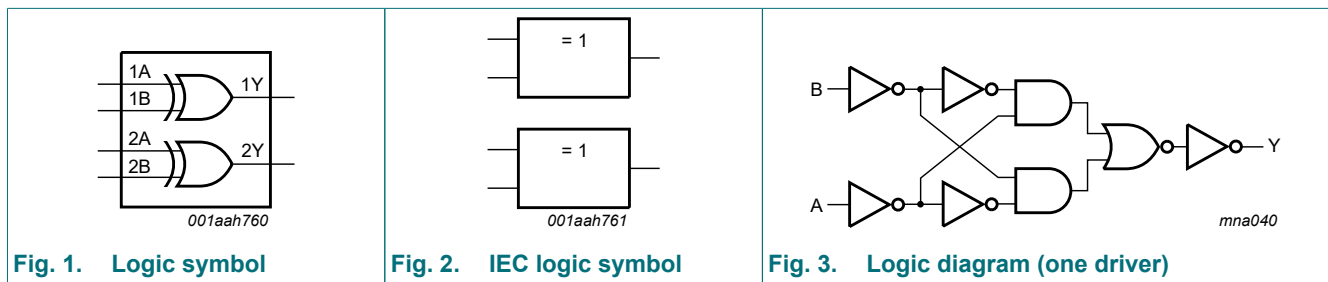 1A
1B
1Y
2A
2B
2Y
001aah760
Fig. 1. Logic symbol
= 1
= 1
001aah761
Fig. 2. IEC logic symbol
B
A
Y
mna040
Fig. 3. Logic diagram (one driver)